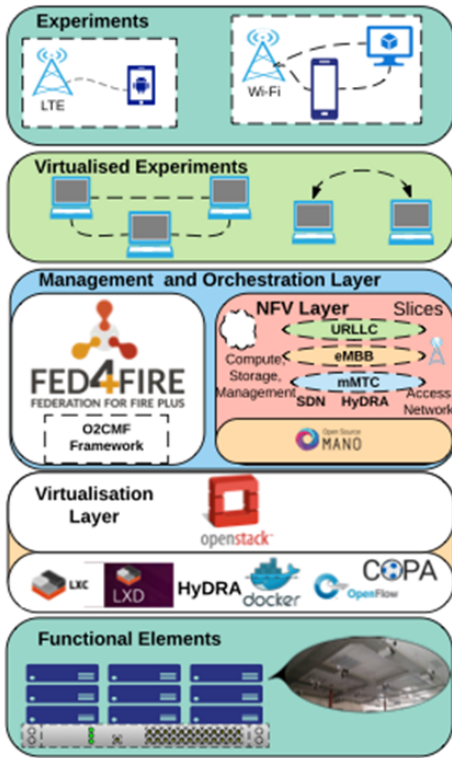 Experiments
LTE
Wi-Fi
Virtualised Experiments
Management and Orchestration Layer
FED4FIRE
FEDERATION FOR FIRE PLUS
O2CMF
Framework
NFV Layer
Slices
URLLC
eMBB
mMTC
Compute,
Storage,
Management
SDN
HyDRA
Access
Network
Open Source
MANO
Virtualisation
Layer
openstack
LXC
LXD
HyDRA
docker
OpenFlow
COPA
Functional Elements